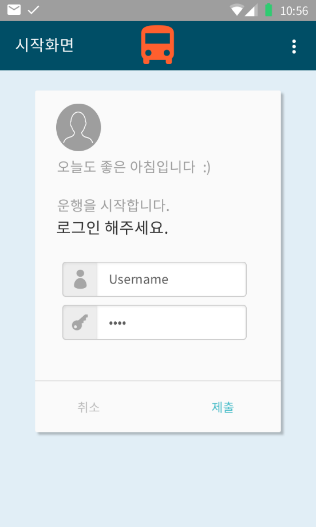 10:56
시작화면
오늘도 좋은 아침입니다 :)
운행을 시작합니다.
로그인 해주세요.
Username
••••
취소
제출